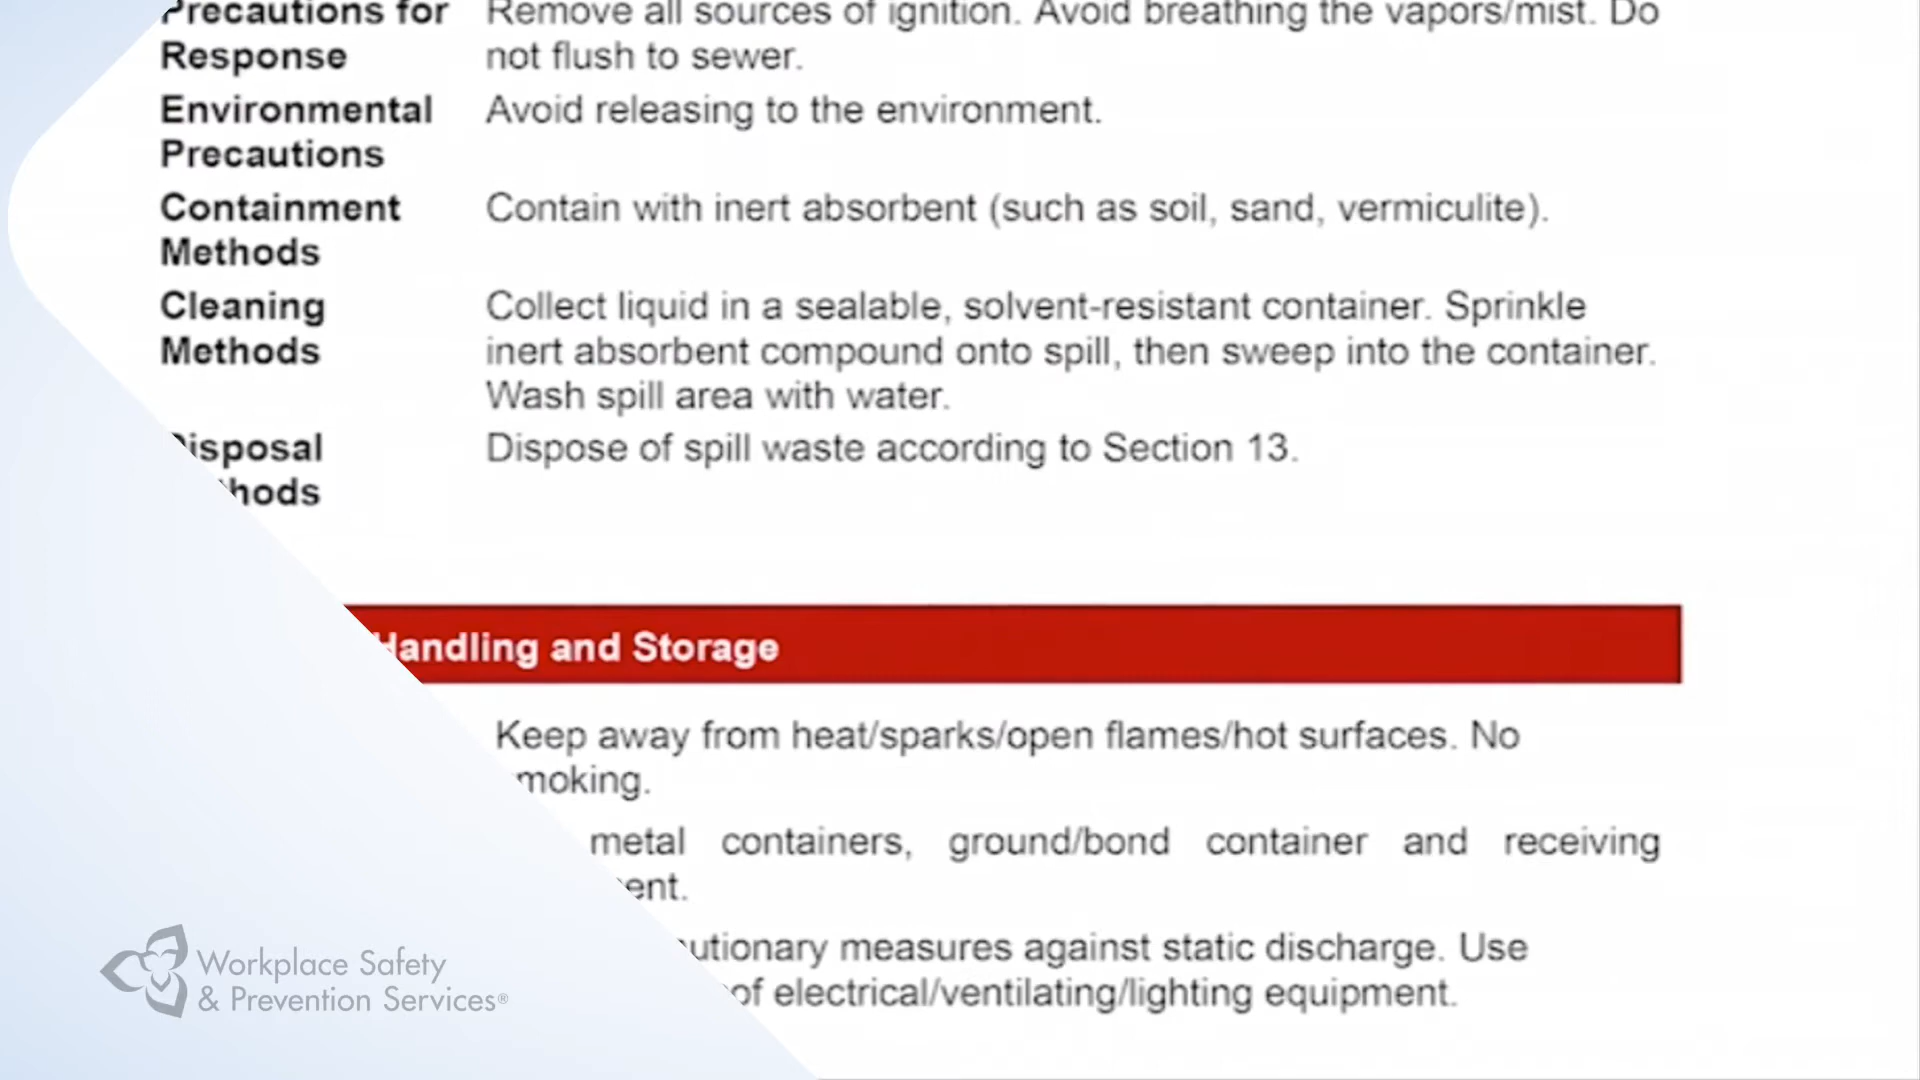 Precautions for Remove all sources of ignition. Avoid breathing the vapors/mist. Do
Response not flush to sewer.
Environmental Avoid releasing to the environment.
Precautions
Containment Contain with inert absorbent (such as soil, sand, vermiculite).
Methods
Cleaning Collect liquid in a sealable, solvent-resistant container. Sprinkle
Methods inert absorbent compound onto spill, then sweep into the container.
Wash spill area with water.
isposal Dispose of spill waste according to Section 13.
hods
Handling and Storage
Keep away from heat/sparks/open flames/hot surfaces. No
moking.
metal containers, ground/bond container and receiving
ent.
utionary measures against static discharge. Use
of electrical/ventilating/lighting equipment.
Workplace Safety
& Prevention Services®